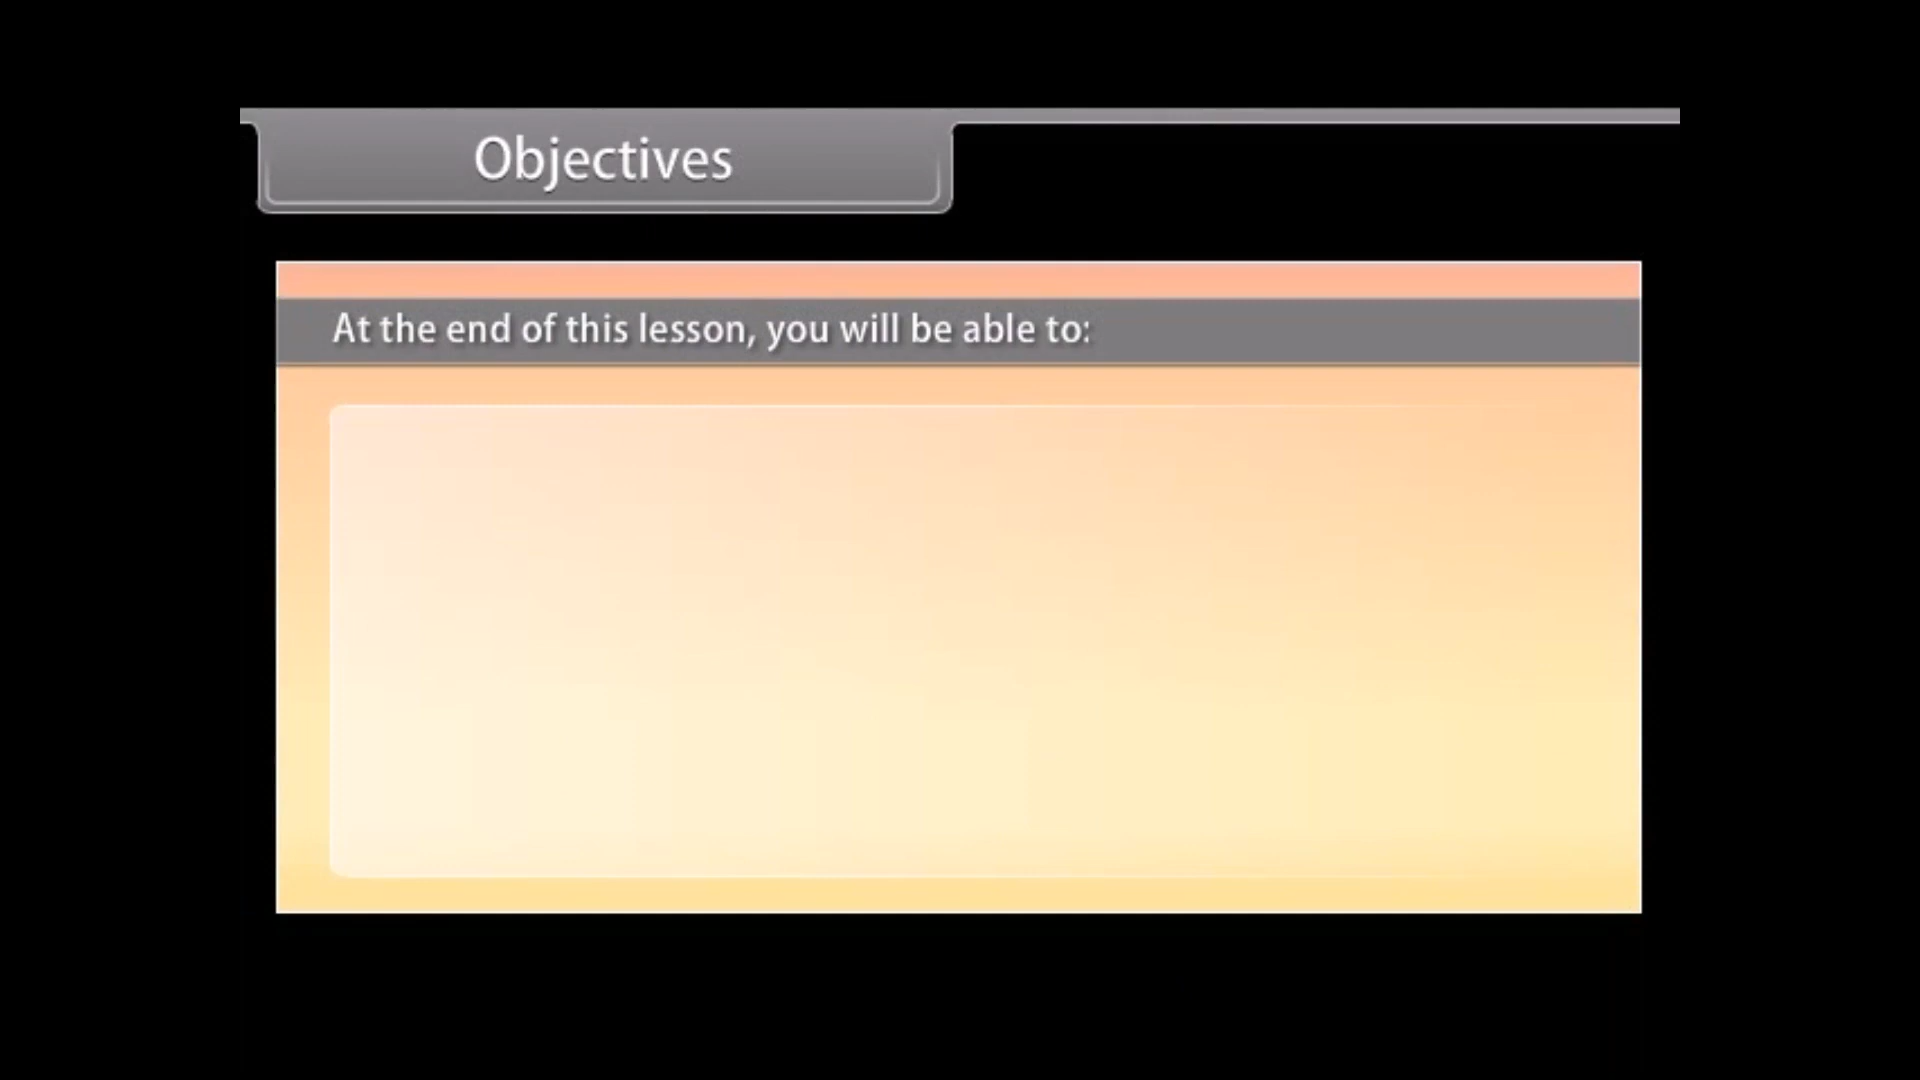 Objectives
At the end of this lesson, you will be able to: